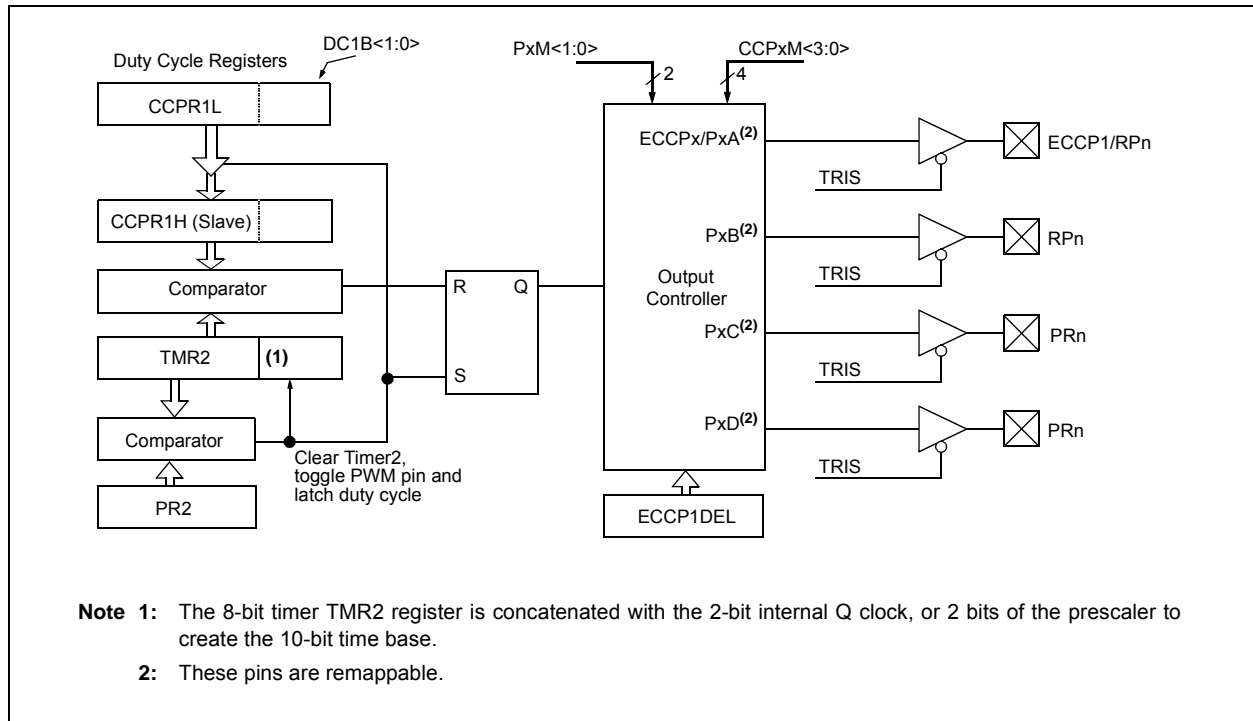 DC1B<1:0>
Duty Cycle Registers
CCPR1L
CCPR1H (Slave)
Comparator
TMR2 (1)
Comparator
PR2
Clear Timer2,
toggle PWM pin and
latch duty cycle
R Q
S
PxM<1:0>
2
CCPxM<3:0>
4
ECCPx/PxA(2)
PxB(2)
Output
Controller
PxC(2)
PxD(2)
ECCP1DEL
TRIS
ECCP1/RPn
TRIS
RPn
TRIS
PRn
TRIS
PRn
Note 1: The 8-bit timer TMR2 register is concatenated with the 2-bit internal Q clock, or 2 bits of the prescaler to
create the 10-bit time base.
2: These pins are remappable.